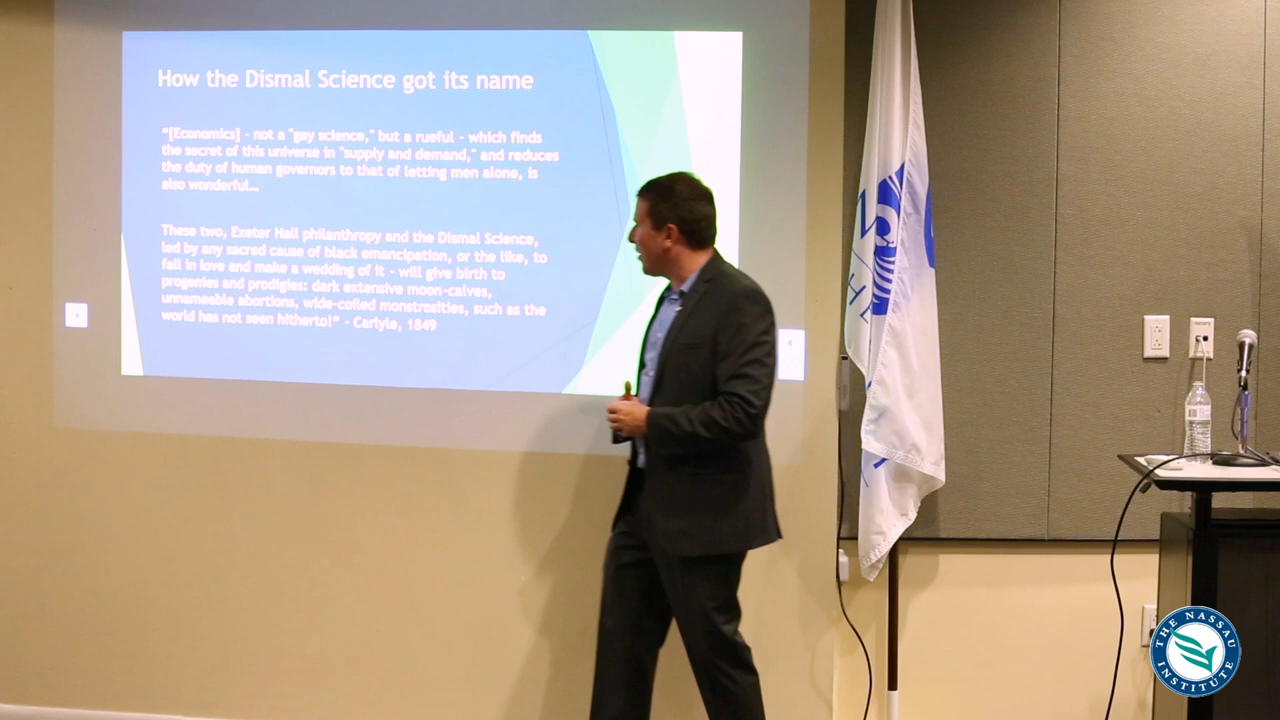 How the Dismal Science got its name
“[Economics] - not a "gay science," but a rueful - which finds
the secret of this universe in "supply and demand," and reduces
the duty of human governors to that of letting men alone, is
also wonderful…
These two, Exeter Hall philanthropy and the Dismal Science,
led by any sacred cause of black emancipation, or the like, to
fall in love and make a wedding of it - will give birth to
progenies and prodigies: dark extensive moon-calves,
unnameable abortions, wide-coiled monstrosities, such as the
world has not seen hitherto!” - Carlyle, 1849
THE NASSAU
INSTITUTE